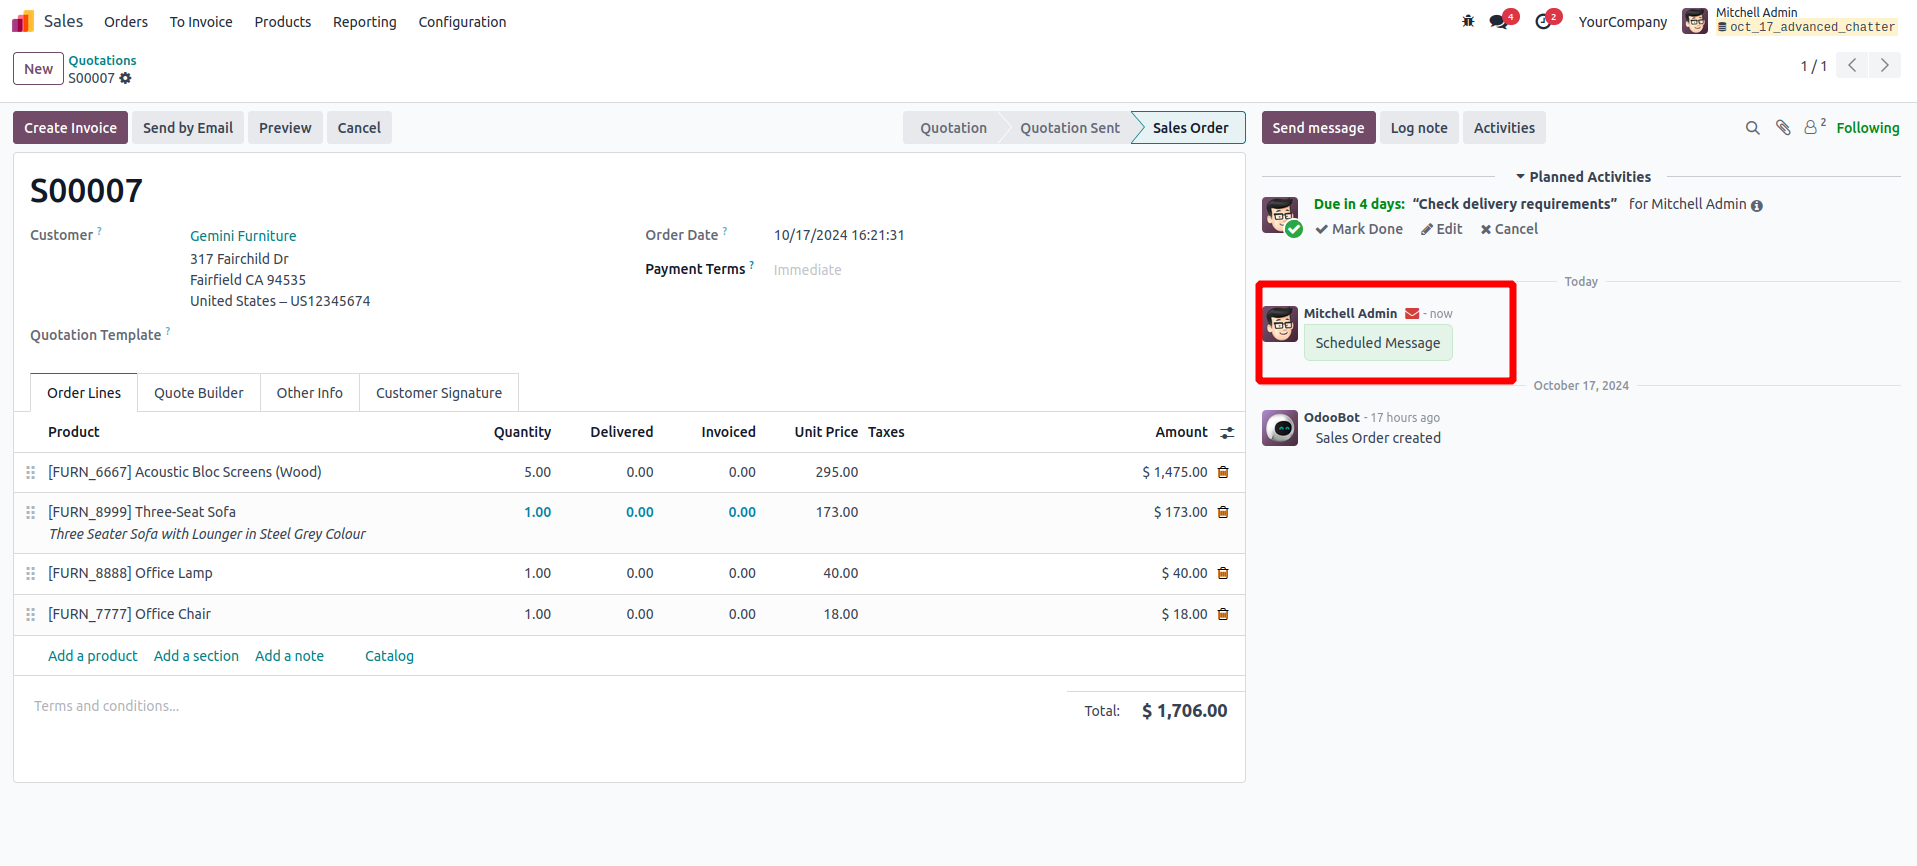 Sales Orders To Invoice Products Reporting Configuration 4 2 YourCompany Mitchell Admin
oct_17_advanced_chatter
New Quotations
S00007
1 / 1
Create Invoice Send by Email Preview Cancel Quotation Quotation Sent Sales Order Send message Log note Activities 2 Following
S00007
Customer ? Gemini Furniture
317 Fairchild Dr
Fairfield CA 94535
United States – US12345674
Quotation Template ?
Order Date ? 10/17/2024 16:21:31
Payment Terms ? Immediate
Order Lines Quote Builder Other Info Customer Signature
Product Quantity Delivered Invoiced Unit Price Taxes Amount
[FURN_6667] Acoustic Bloc Screens (Wood) 5.00 0.00 0.00 295.00 $ 1,475.00
[FURN_8999] Three-Seat Sofa 1.00 0.00 0.00 173.00 $ 173.00
Three Seater Sofa with Lounger in Steel Grey Colour
[FURN_8888] Office Lamp 1.00 0.00 0.00 40.00 $ 40.00
[FURN_7777] Office Chair 1.00 0.00 0.00 18.00 $ 18.00
Add a product Add a section Add a note Catalog
Terms and conditions...
Total: $ 1,706.00
Planned Activities
Due in 4 days: “Check delivery requirements” for Mitchell Admin
Mark Done Edit Cancel
Today
Mitchell Admin - now
Scheduled Message
October 17, 2024
OdooBot - 17 hours ago
Sales Order created